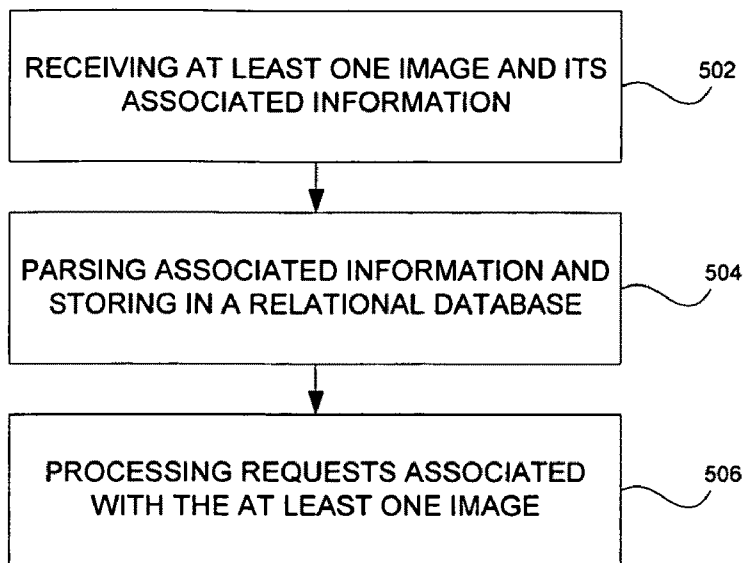 RECEIVING AT LEAST ONE IMAGE AND ITS
ASSOCIATED INFORMATION
502
PARSING ASSOCIATED INFORMATION AND
STORING IN A RELATIONAL DATABASE
504
PROCESSING REQUESTS ASSOCIATED
WITH THE AT LEAST ONE IMAGE
506